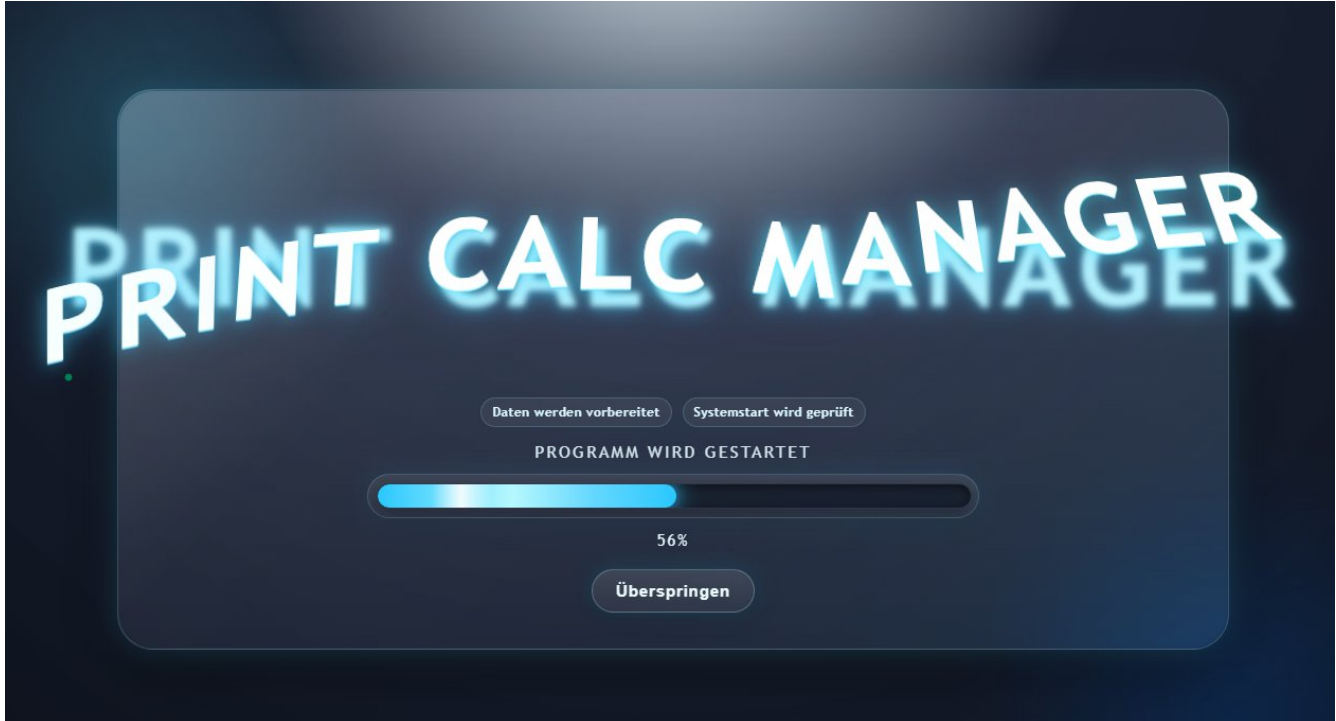 PRINT CALC MANAGER
Daten werden vorbereitet Systemstart wird geprüft
PROGRAMM WIRD GESTARTET
56%
Überspringen